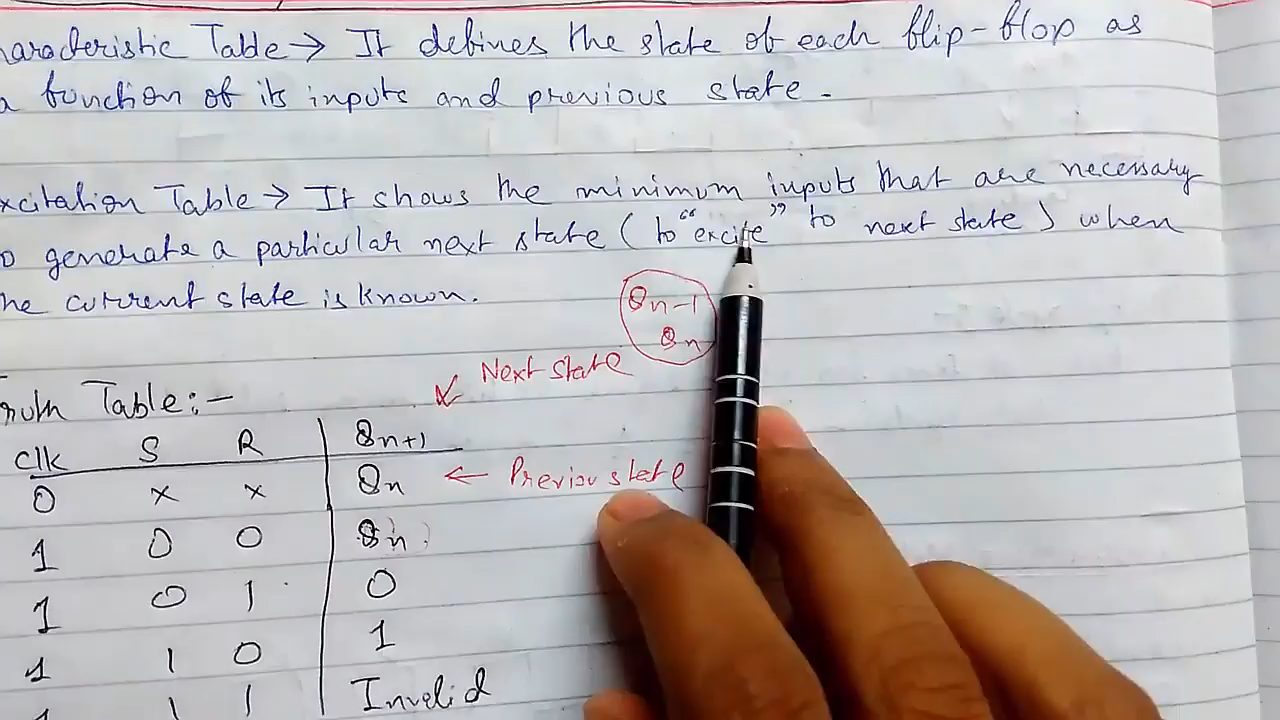 haracteristic Table → It defines the state of each flip-flop as
a function of its inputs and previous state.
xcitation Table → It shows the minimum inputs that are necessary
o generate a particular next state (to "excite" to next state) when
he current state is known.
Qn-1
Qn
Next State
ruth Table:-
Clk S R Qn+1
0 x x Qn ← Previou state
1 0 0 Qn
1 0 1 0
1 1 0 1
1 1 1 Invalid